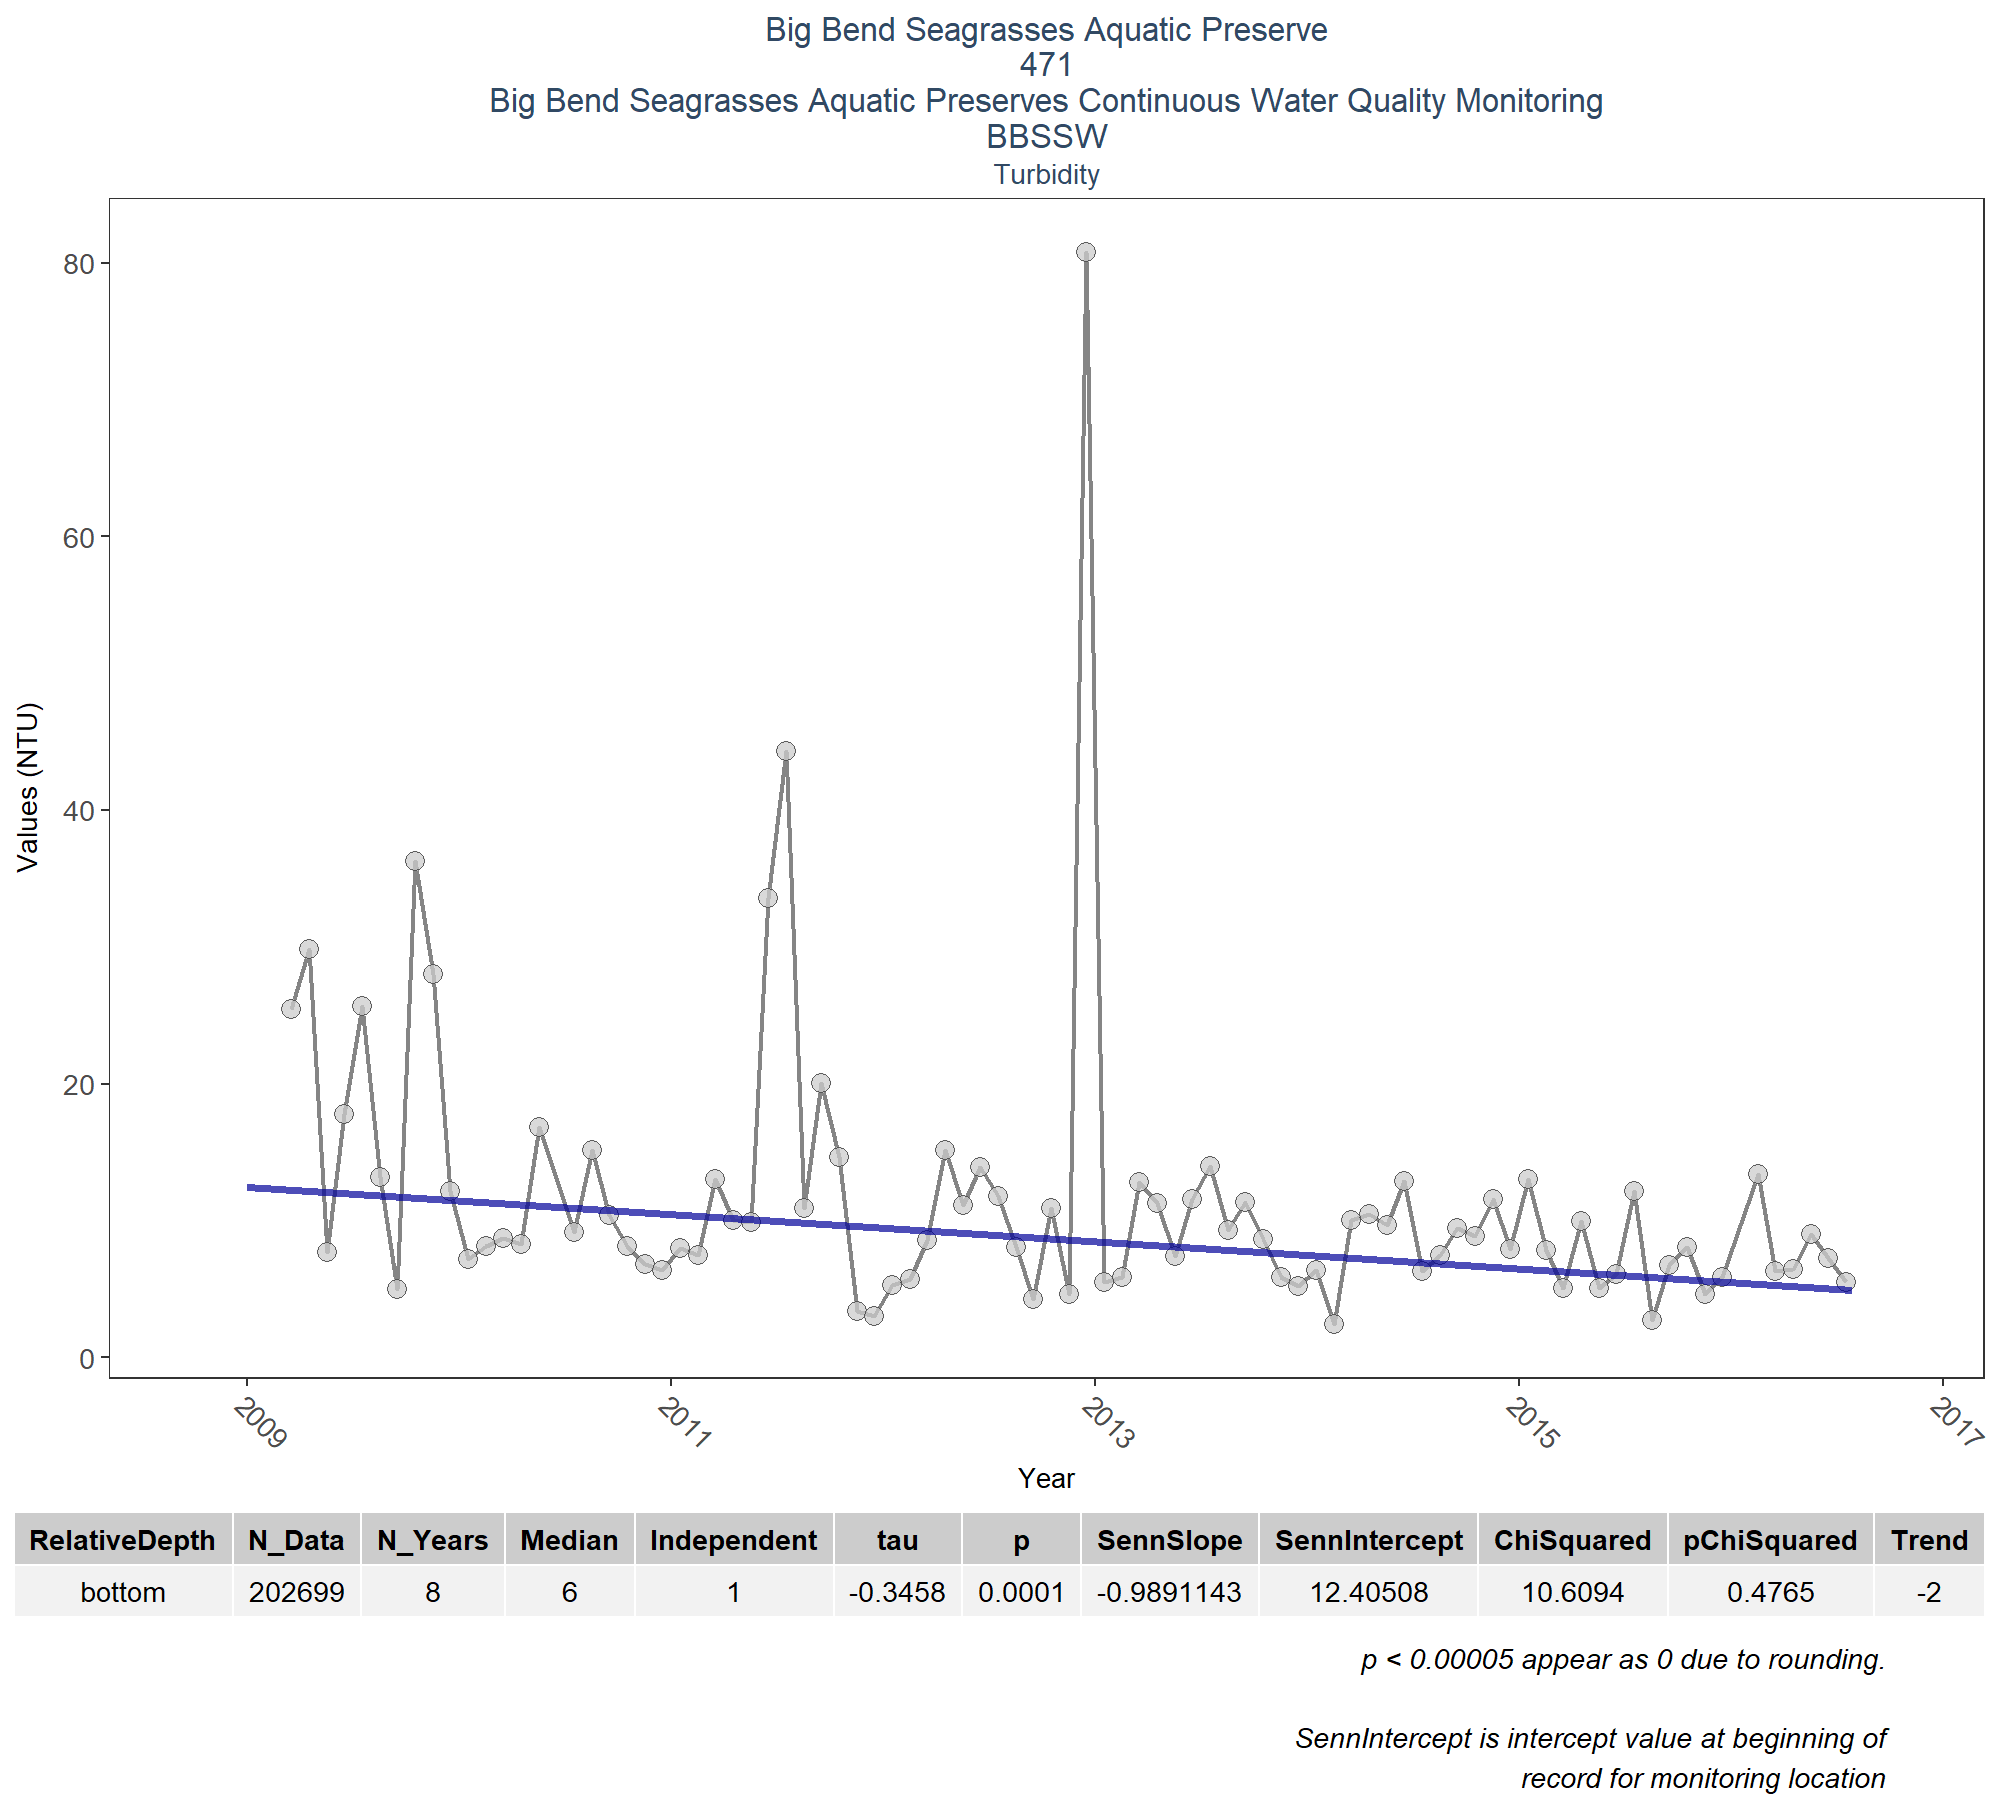 Big Bend Seagrasses Aquatic Preserve
471
Big Bend Seagrasses Aquatic Preserves Continuous Water Quality Monitoring
BBSSW
Turbidity
80
60
40
20
0
Values (NTU)
2009 2011 2013 2015 2017
Year
RelativeDepth N_Data N_Years Median Independent tau p SennSlope SennIntercept ChiSquared pChiSquared Trend
bottom 202699 8 6 1 -0.3458 0.0001 -0.9891143 12.40508 10.6094 0.4765 -2
p < 0.00005 appear as 0 due to rounding.
SennIntercept is intercept value at beginning of
record for monitoring location